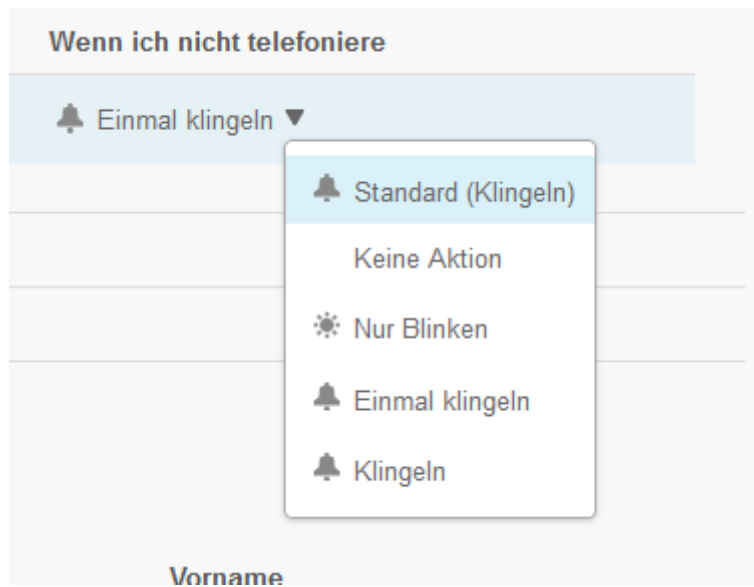 Wenn ich nicht telefoniere
Einmal klingeln
Standard (Klingeln)
Keine Aktion
Nur Blinken
Einmal klingeln
Klingeln
Vorname